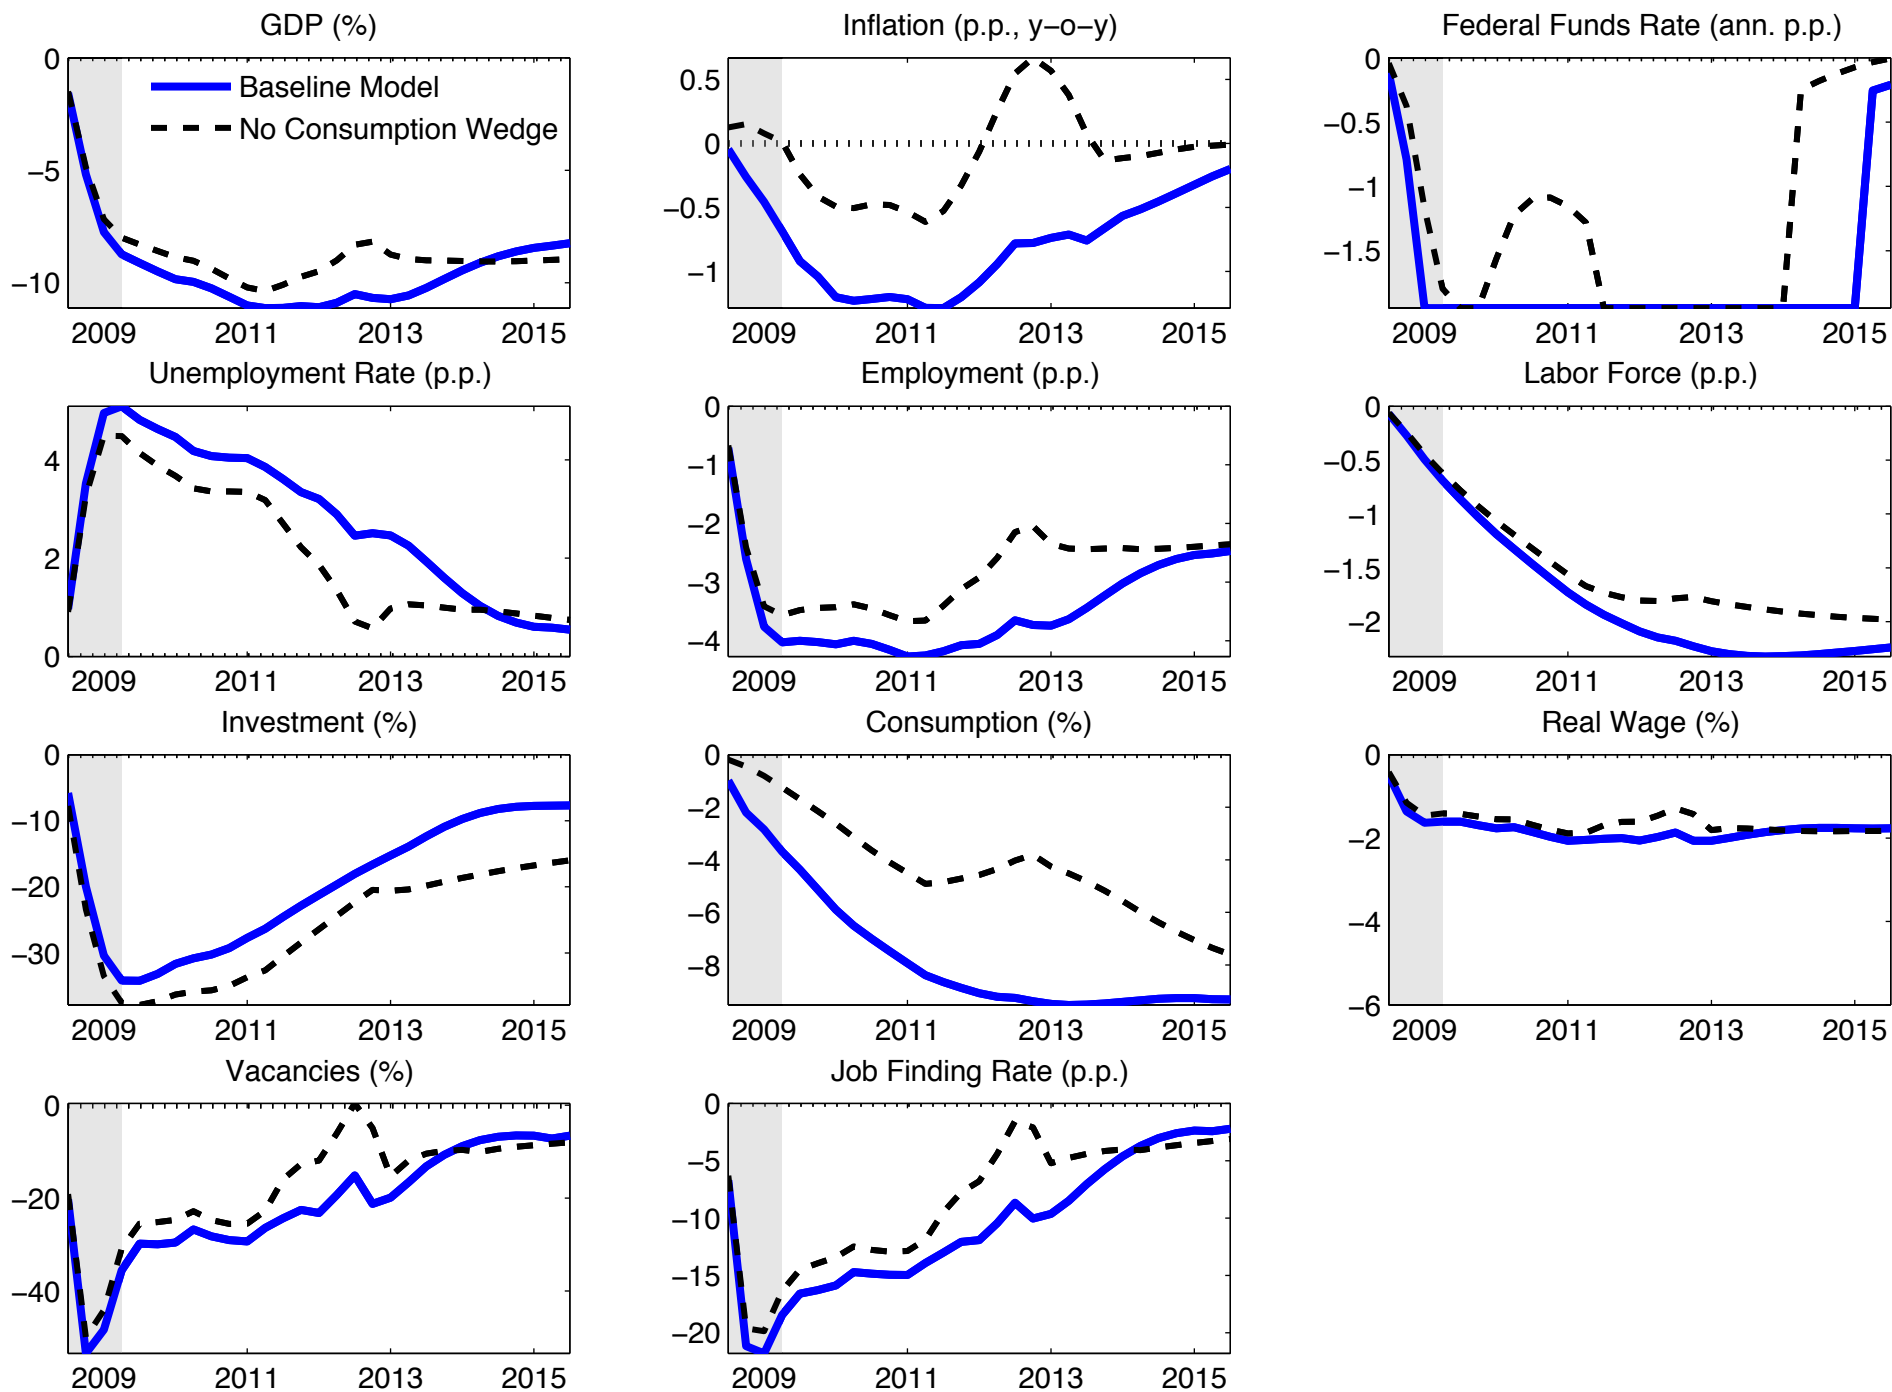 GDP (%)
0
−5
−10
2009 2011 2013 2015
Baseline Model
No Consumption Wedge
Inflation (p.p., y−o−y)
0.5
0
−0.5
−1
2009 2011 2013 2015
Federal Funds Rate (ann. p.p.)
0
−0.5
−1
−1.5
2009 2011 2013 2015
Unemployment Rate (p.p.)
4
2
0
2009 2011 2013 2015
Employment (p.p.)
0
−1
−2
−3
−4
2009 2011 2013 2015
Labor Force (p.p.)
0
−0.5
−1
−1.5
−2
2009 2011 2013 2015
Investment (%)
0
−10
−20
−30
2009 2011 2013 2015
Consumption (%)
0
−2
−4
−6
−8
2009 2011 2013 2015
Real Wage (%)
0
−2
−4
−6
2009 2011 2013 2015
Vacancies (%)
0
−20
−40
2009 2011 2013 2015
Job Finding Rate (p.p.)
0
−5
−10
−15
−20
2009 2011 2013 2015